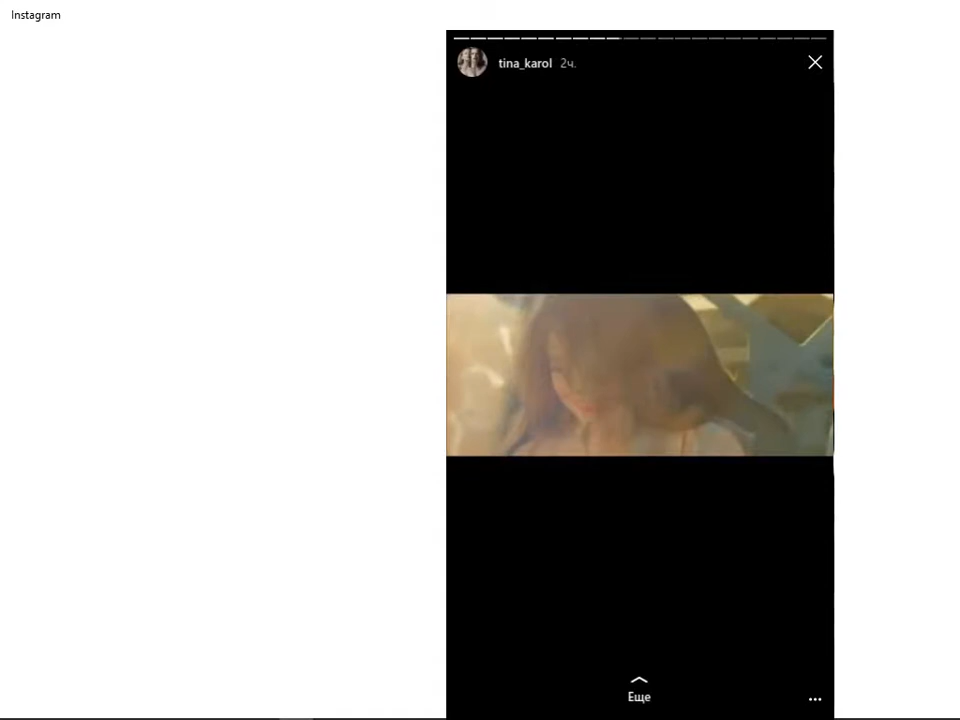 Instagram
tina_karol 2ч.
Еще